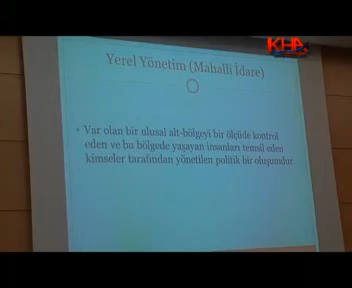 KHA
Yerel Yönetim (Mahalli İdare)
Var olan bir ulusal alt-bölgeyi bir ölçüde kontrol
eden ve bu bölgede yaşayan insanları temsil eden
kimseler tarafından yönetilen politik bir oluşumdur.